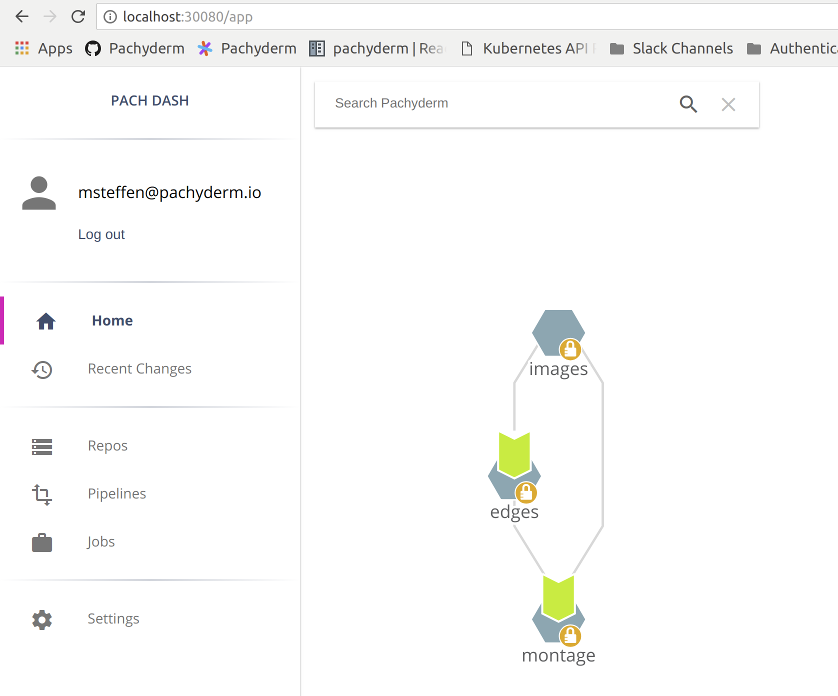 localhost:30080/app
Apps Pachyderm Pachyderm pachyderm | Rea Kubernetes API Slack Channels Authentic
PACH DASH
Search Pachyderm
msteffen@pachyderm.io
Log out
Home
Recent Changes
Repos
Pipelines
Jobs
Settings
images
edges
montage